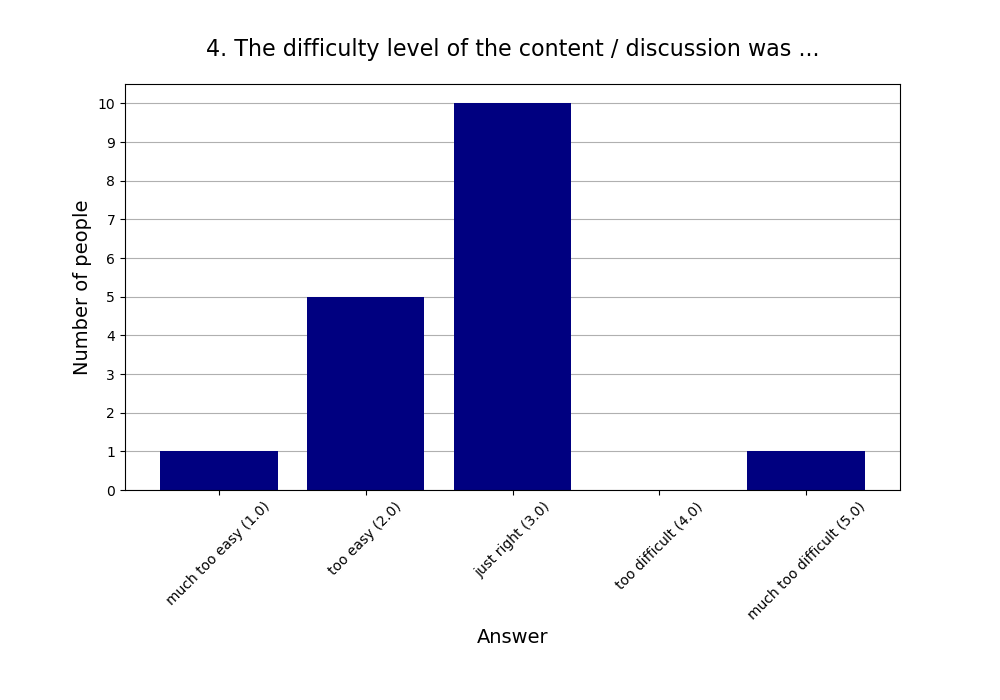 4. The difficulty level of the content / discussion was ...
Number of people
10
9
8
7
6
5
4
3
2
1
0
much too easy (1.0)
too easy (2.0)
just right (3.0)
too difficult (4.0)
much too difficult (5.0)
Answer